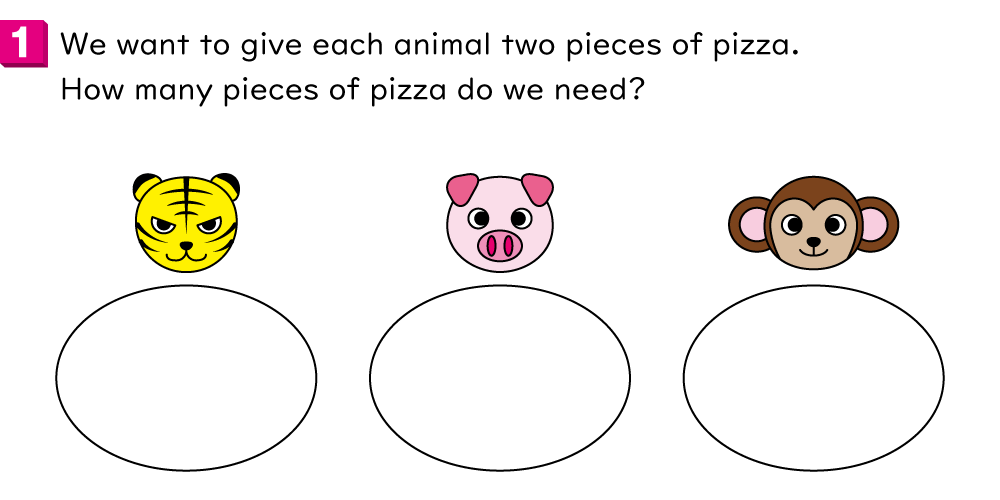 1 We want to give each animal two pieces of pizza.
How many pieces of pizza do we need?